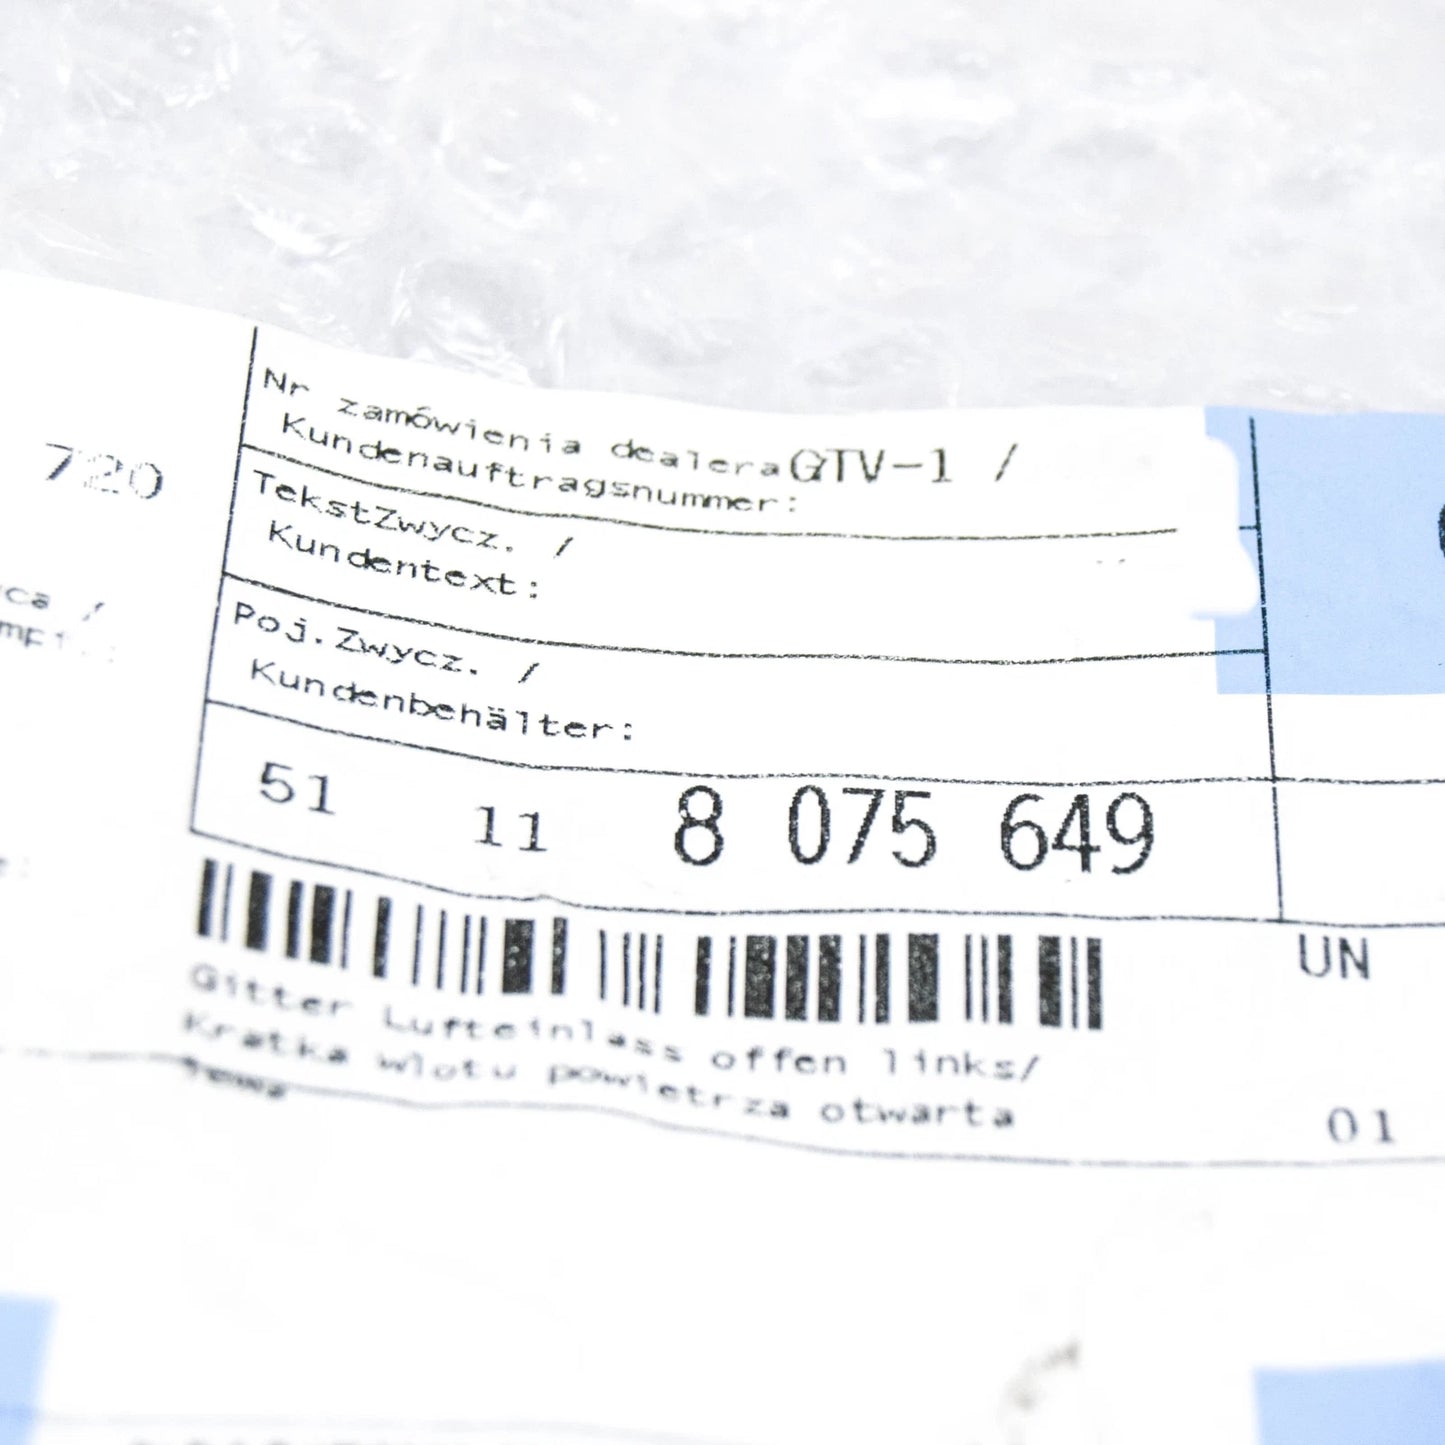 720
Nr zamówienia dealera GTV-1 /
Kundenauftragsnummer:
TekstZwycz. /
Kundentext:
Poj.Zwycz. /
Kundenbehälter:
51 11 8 075 649
UN
Gitter Lufteinlass offen links/
Kratka wlotu powietrza otwarta
lewa
01